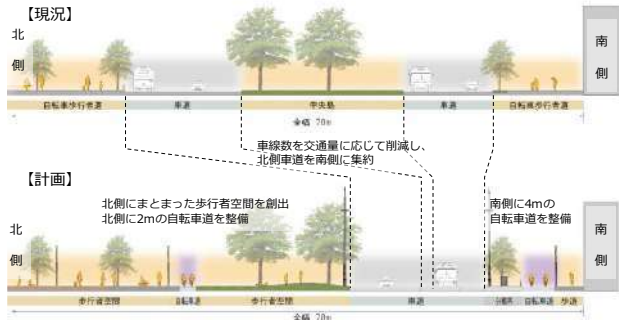 【現況】
北側
南側
自転車歩行者道
車道
中央島
車道
自転車歩行者道
全幅 70m
車線数を交通量に応じて削減し、
北側車道を南側に集約
【計画】
北側にまとまった歩行者空間を創出
北側に2mの自転車道を整備
南側に4mの
自転車道を整備
北側
南側
歩行者空間
自転車道
歩行者空間
車道
自転車道
歩道
全幅 70m